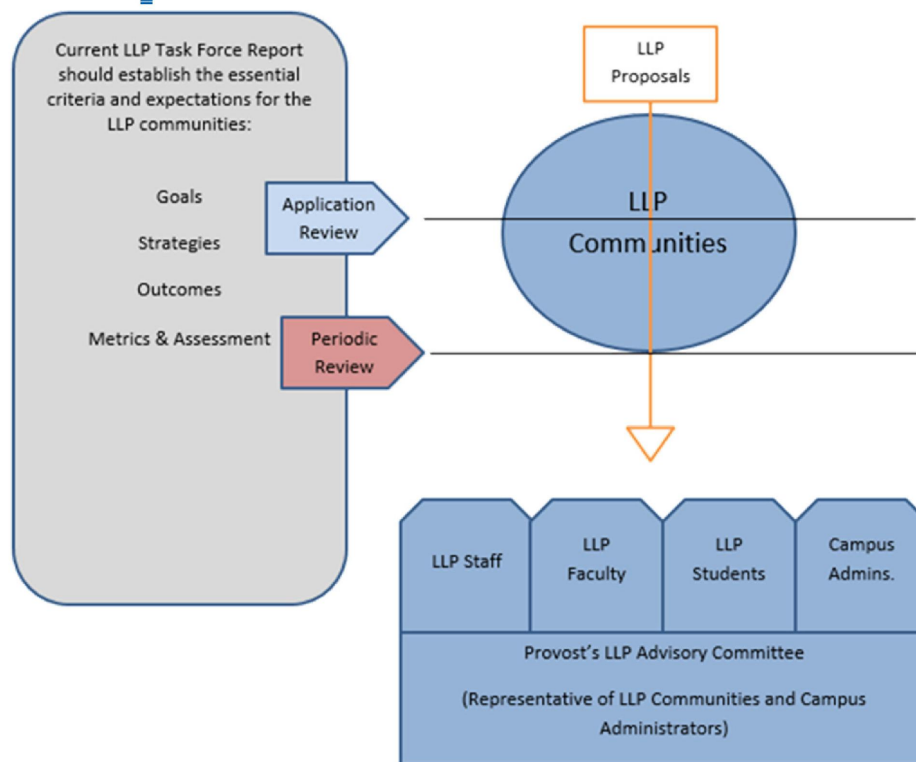 Current LLP Task Force Report
should establish the essential
criteria and expectations for the
LLP communities:
Goals
Strategies
Outcomes
Metrics & Assessment
Application
Review
Periodic
Review
LLP
Proposals
LLP
Communities
LLP Staff
LLP
Faculty
LLP
Students
Campus
Admins.
Provost’s LLP Advisory Committee
(Representative of LLP Communities and Campus
Administrators)